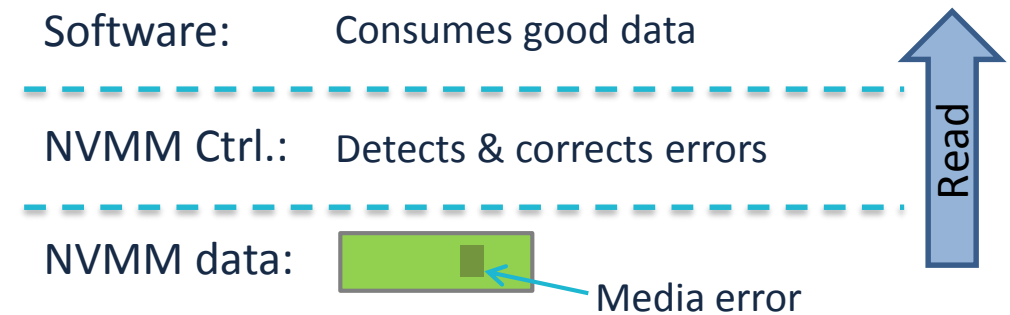 Software: Consumes good data
NVMM Ctrl.: Detects & corrects errors
Read
NVMM data:
Media error